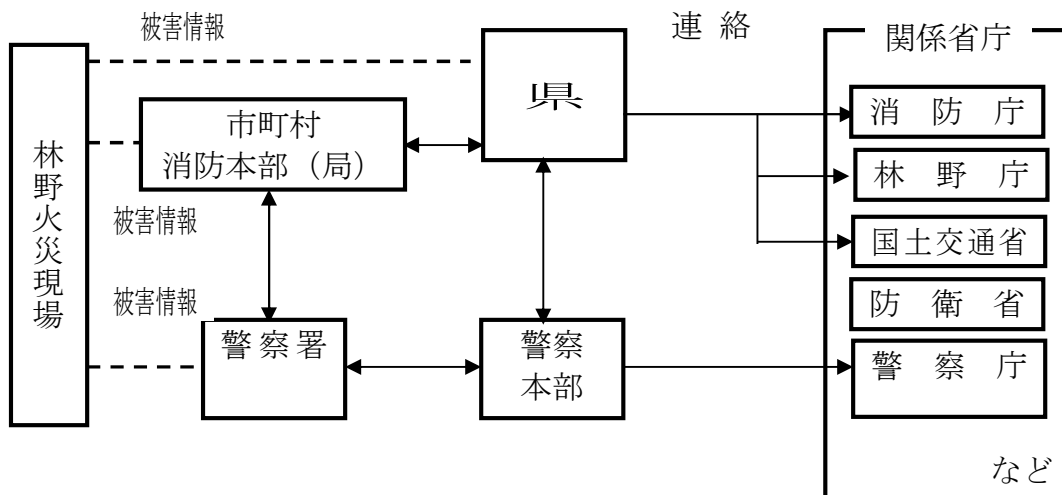 被害情報
連 絡
関係省庁
県
消 防 庁
市町村
消防本部（局）
林 野 庁
林野火災現場
被害情報
国土交通省
被害情報
防 衛 省
警察署
警察
本部
警 察 庁
など